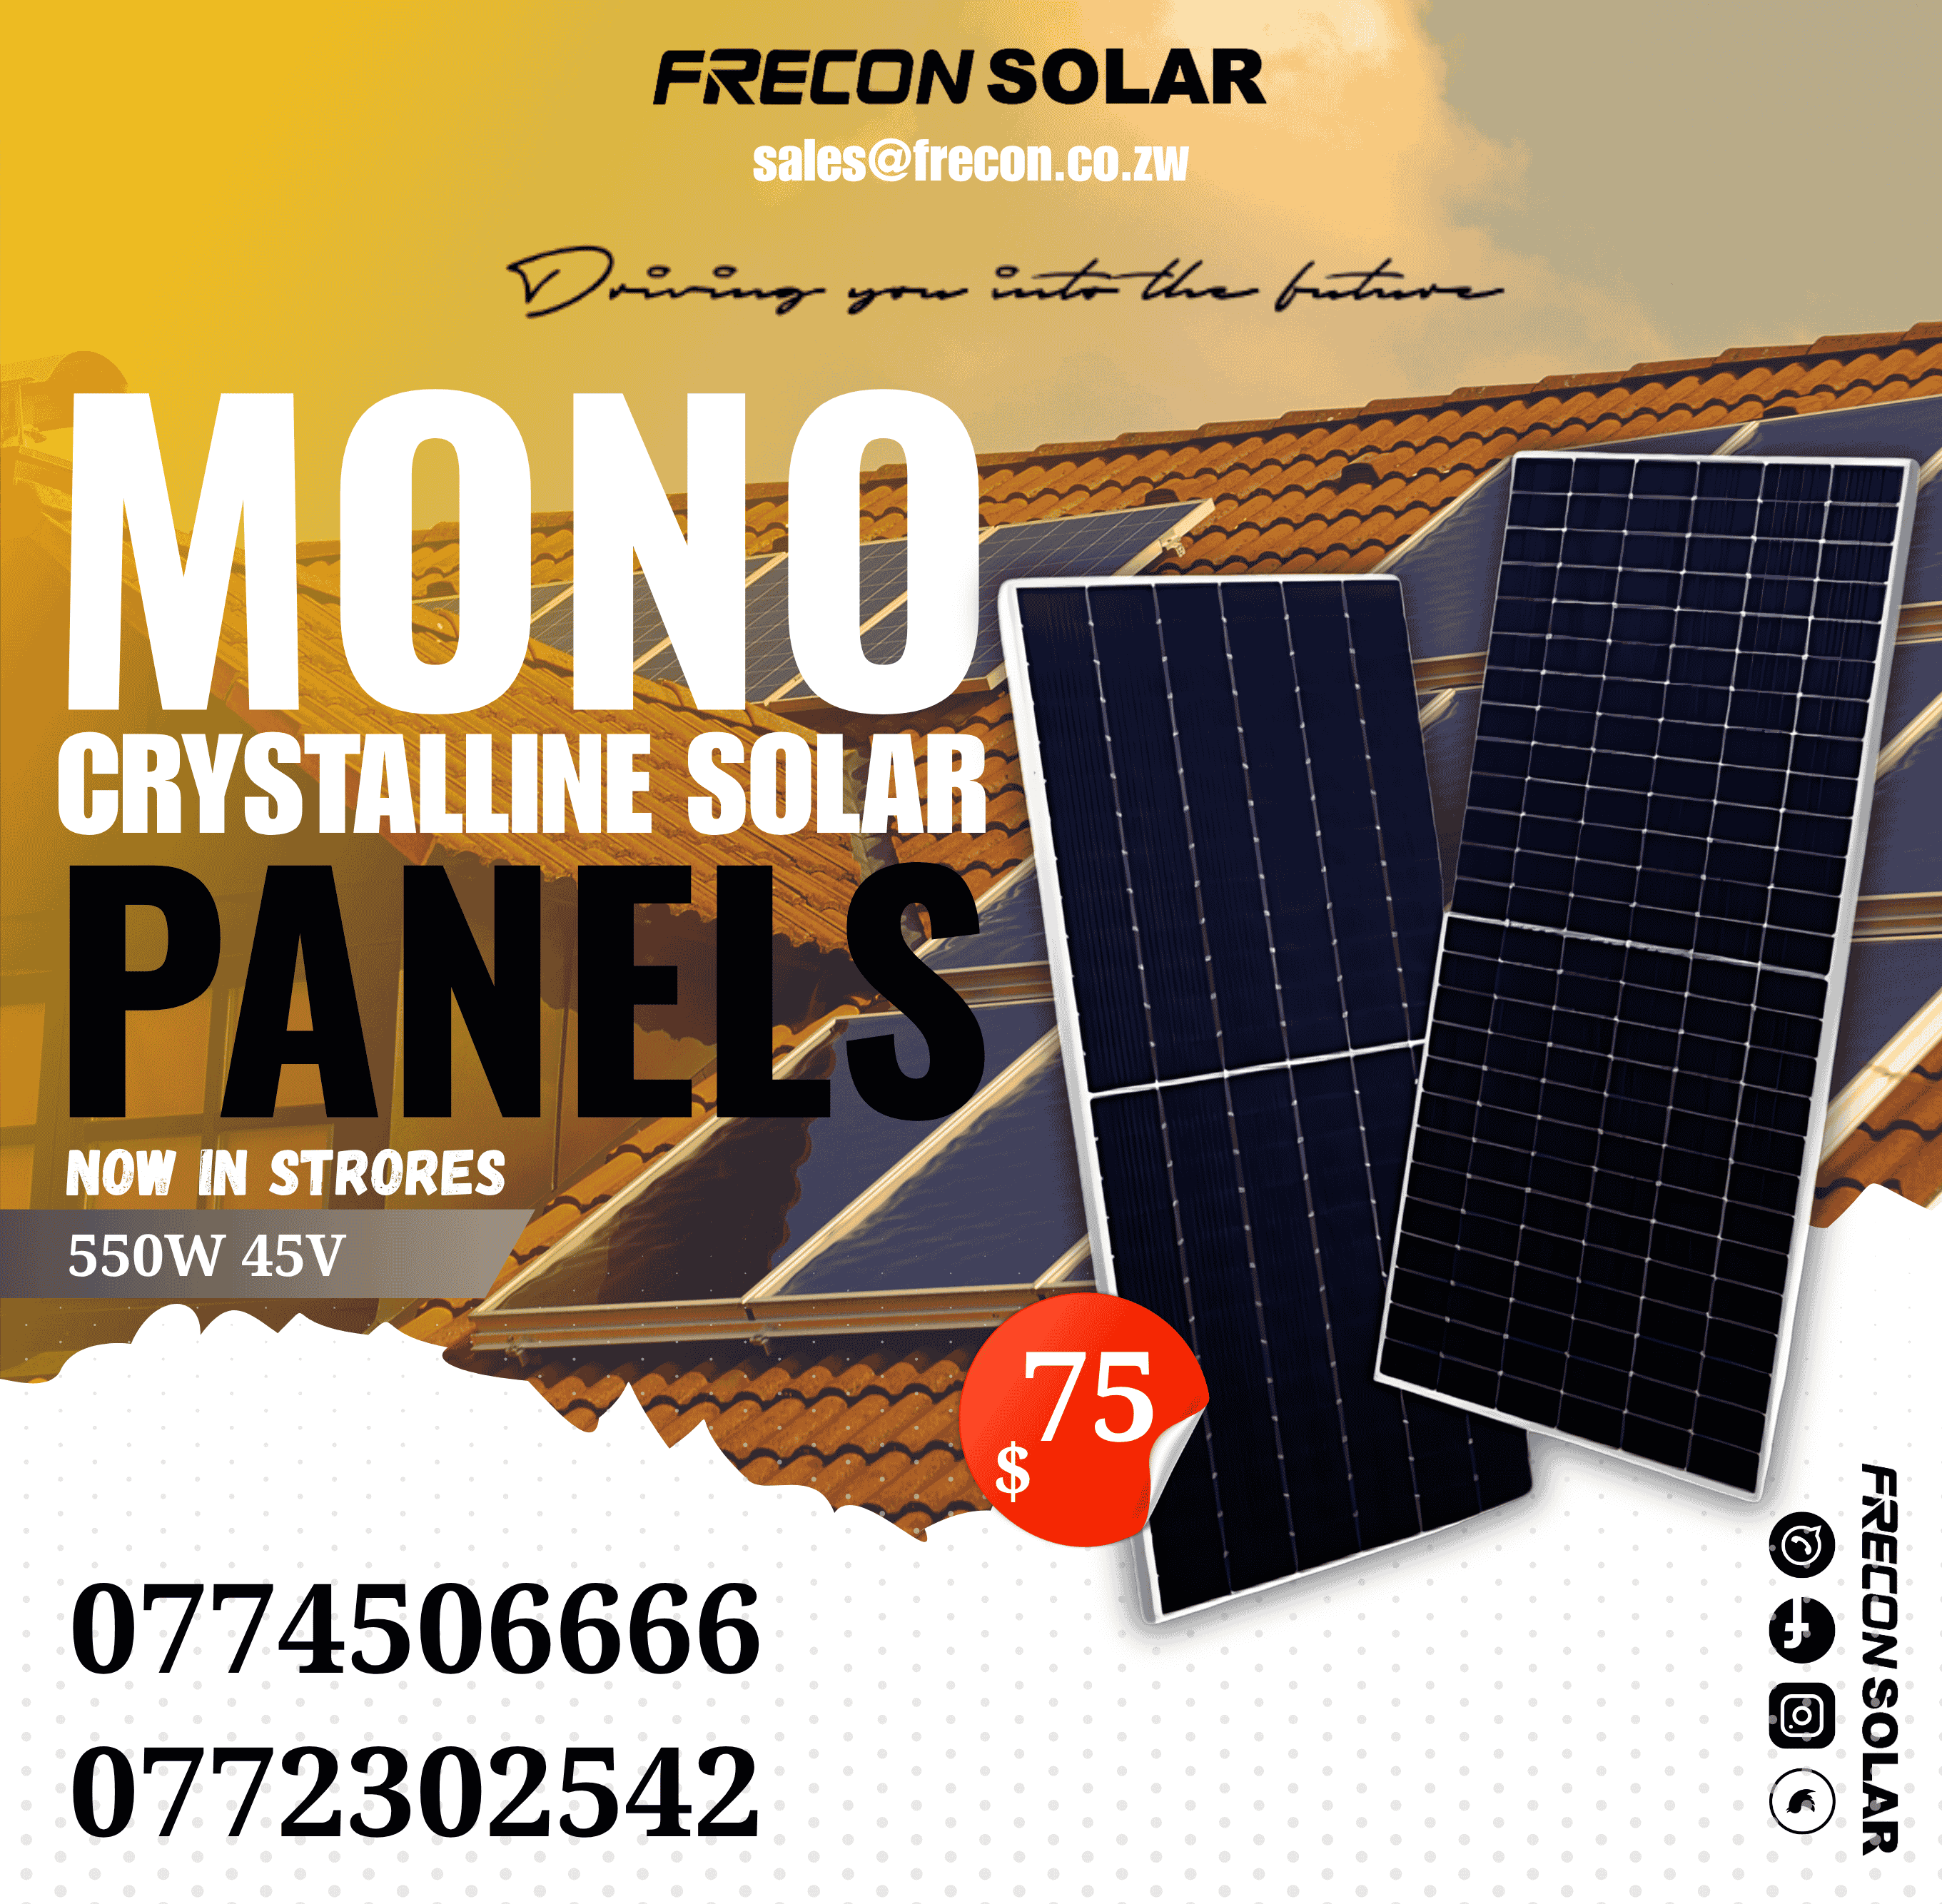 FRECON SOLAR
sales@frecon.co.zw
Driving you into the future
MONO
CRYSTALLINE SOLAR
PANELS
NOW IN STRORES
550W 45V
$75
0774506666
0772302542
FRECON SOLAR